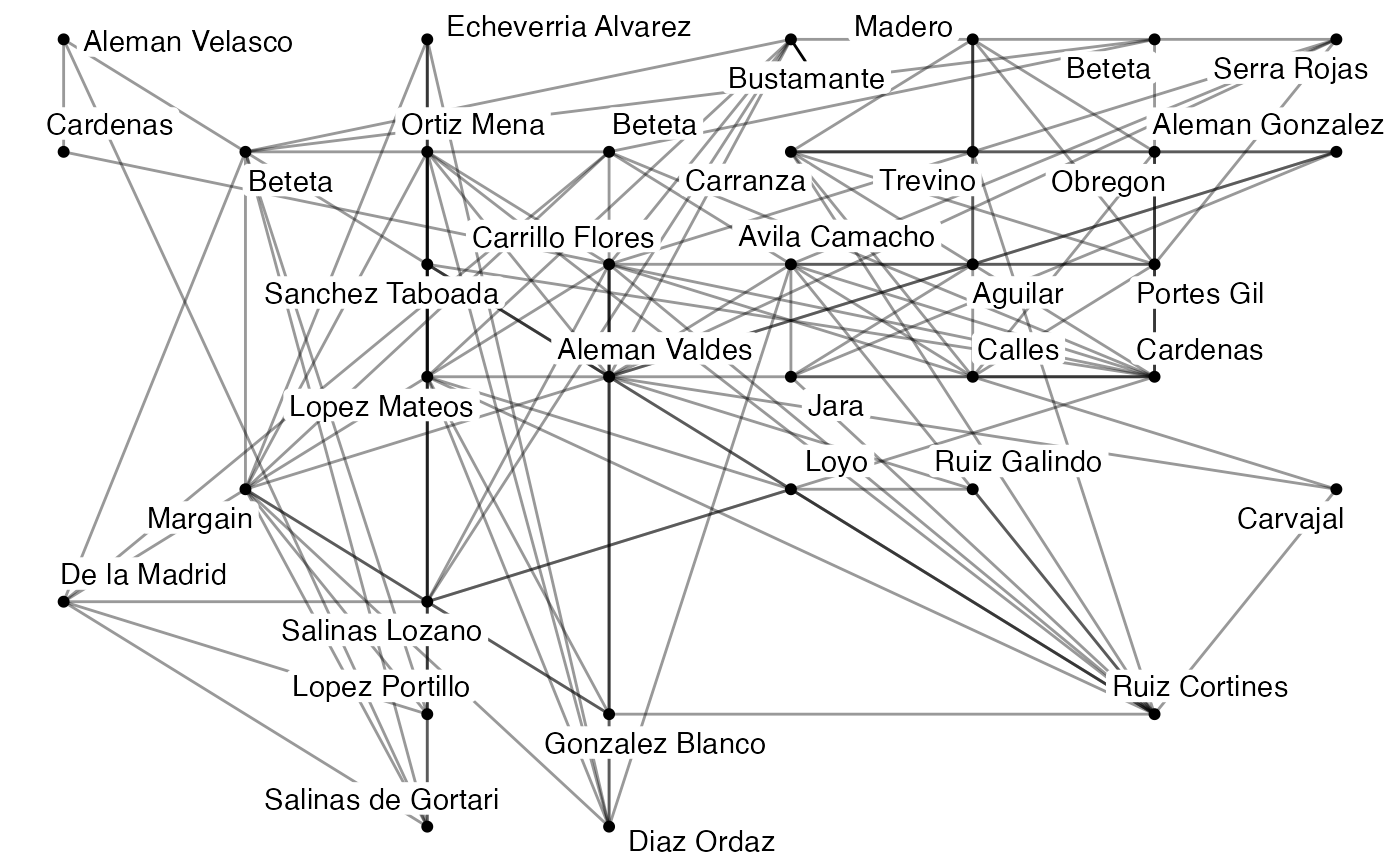 Echeverria Alvarez
Madero
Aleman Velasco
Bustamante
Beteta
Serra Rojas
Cardenas
Ortiz Mena
Beteta
Aleman Gonzalez
Beteta
Carranza
Trevino
Obregon
Carrillo Flores
Avila Camacho
Sanchez Taboada
Aguilar
Portes Gil
Aleman Valdes
Calles
Cardenas
Lopez Mateos
Jara
Loyo
Ruiz Galindo
Margain
Carvajal
De la Madrid
Salinas Lozano
Lopez Portillo
Ruiz Cortines
Gonzalez Blanco
Salinas de Gortari
Diaz Ordaz